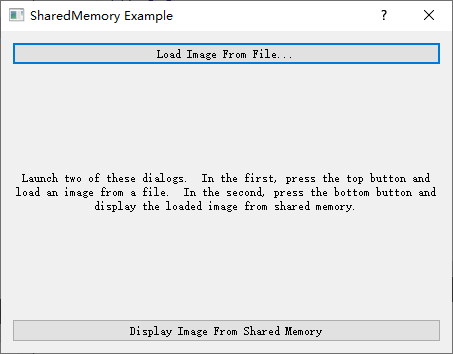 SharedMemory Example
Load Image From File...
Launch two of these dialogs.  In the first, press the top button and
load an image from a file.  In the second, press the bottom button and
display the loaded image from shared memory.
Display Image From Shared Memory